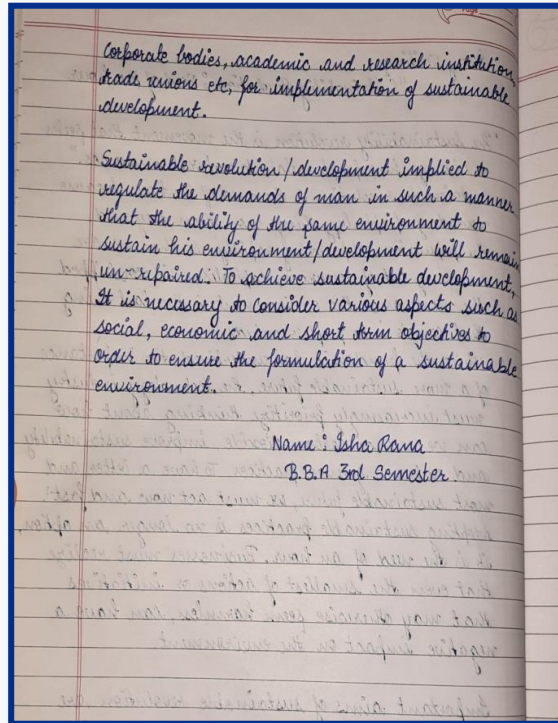 Corporate bodies, academic and research institution,
trade unions etc, for implementation of sustainable
development.
Sustainable revolution/development implied to
regulate the demands of man in such a manner
that the ability of the same environment to
sustain his environment/development will remain
un-repaired. To achieve sustainable development,
It is necessary to consider various aspects such as
social, economic and short term objectives to
order to ensure the formulation of a sustainable
environment.
Name : Isha Rana
B.B.A 3rd Semester